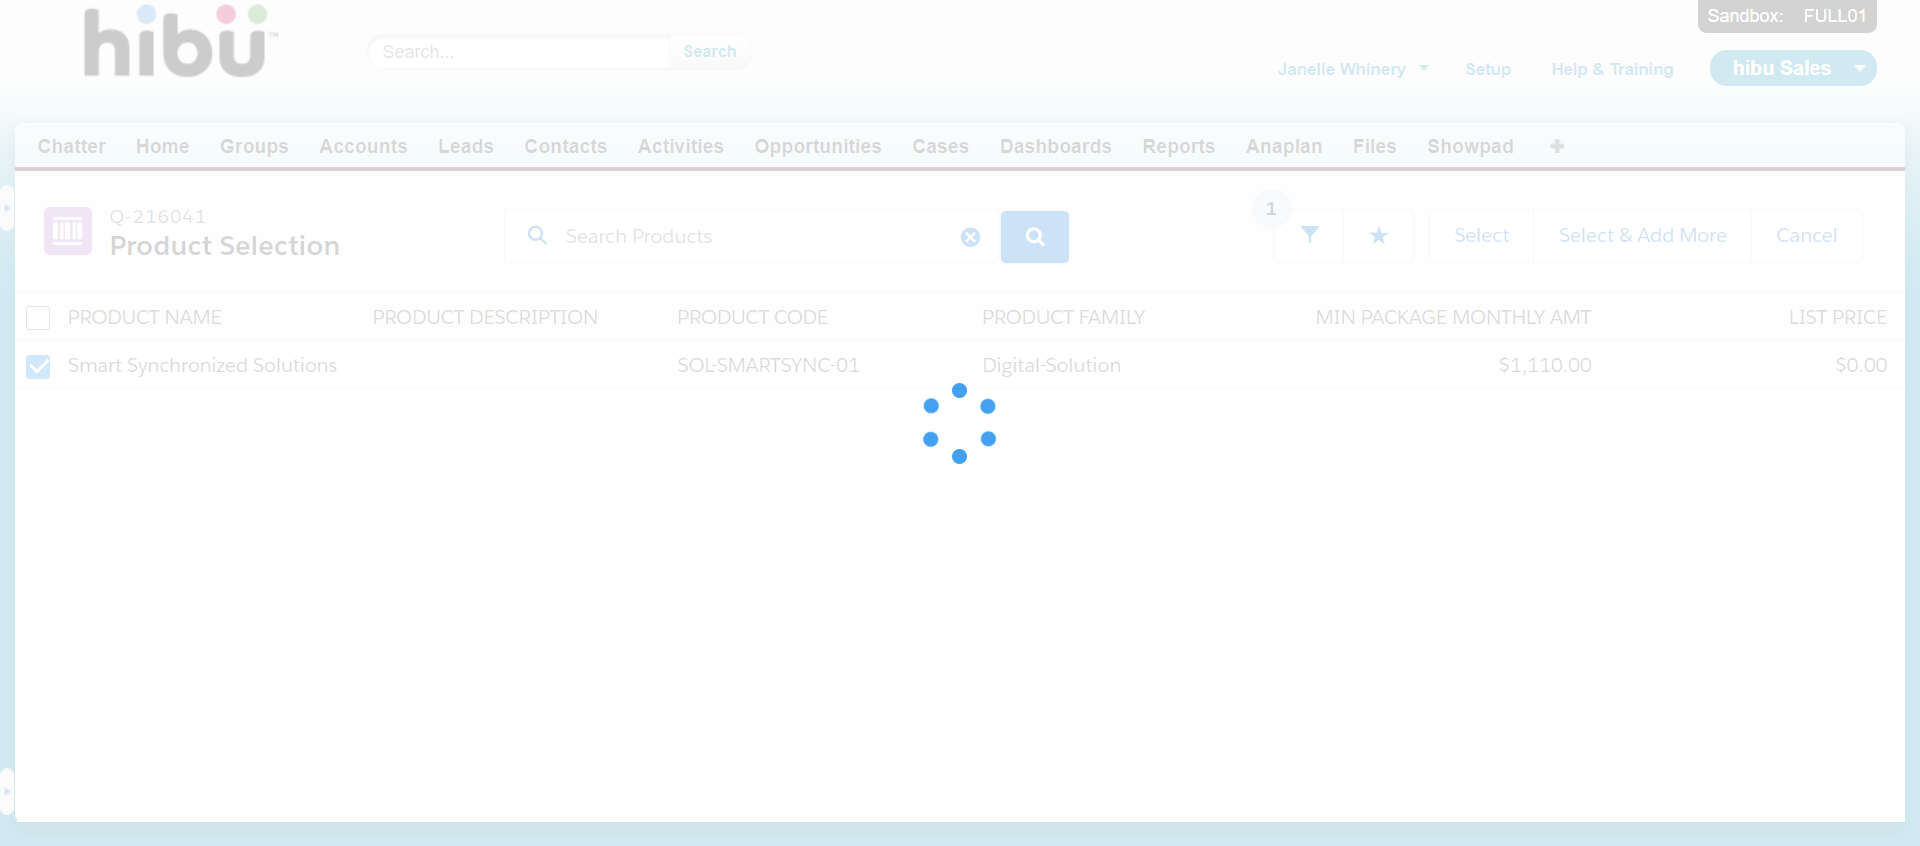 hibu™
Search... Search
Sandbox: FULL01
Janelle Whinery Setup Help & Training hibu Sales
Chatter Home Groups Accounts Leads Contacts Activities Opportunities Cases Dashboards Reports Anaplan Files Showpad
Q-216041
Product Selection
Search Products
1
Select Select & Add More Cancel
PRODUCT NAME PRODUCT DESCRIPTION PRODUCT CODE PRODUCT FAMILY MIN PACKAGE MONTHLY AMT LIST PRICE
Smart Synchronized Solutions SOL-SMARTSYNC-01 Digital-Solution $1,110.00 $0.00